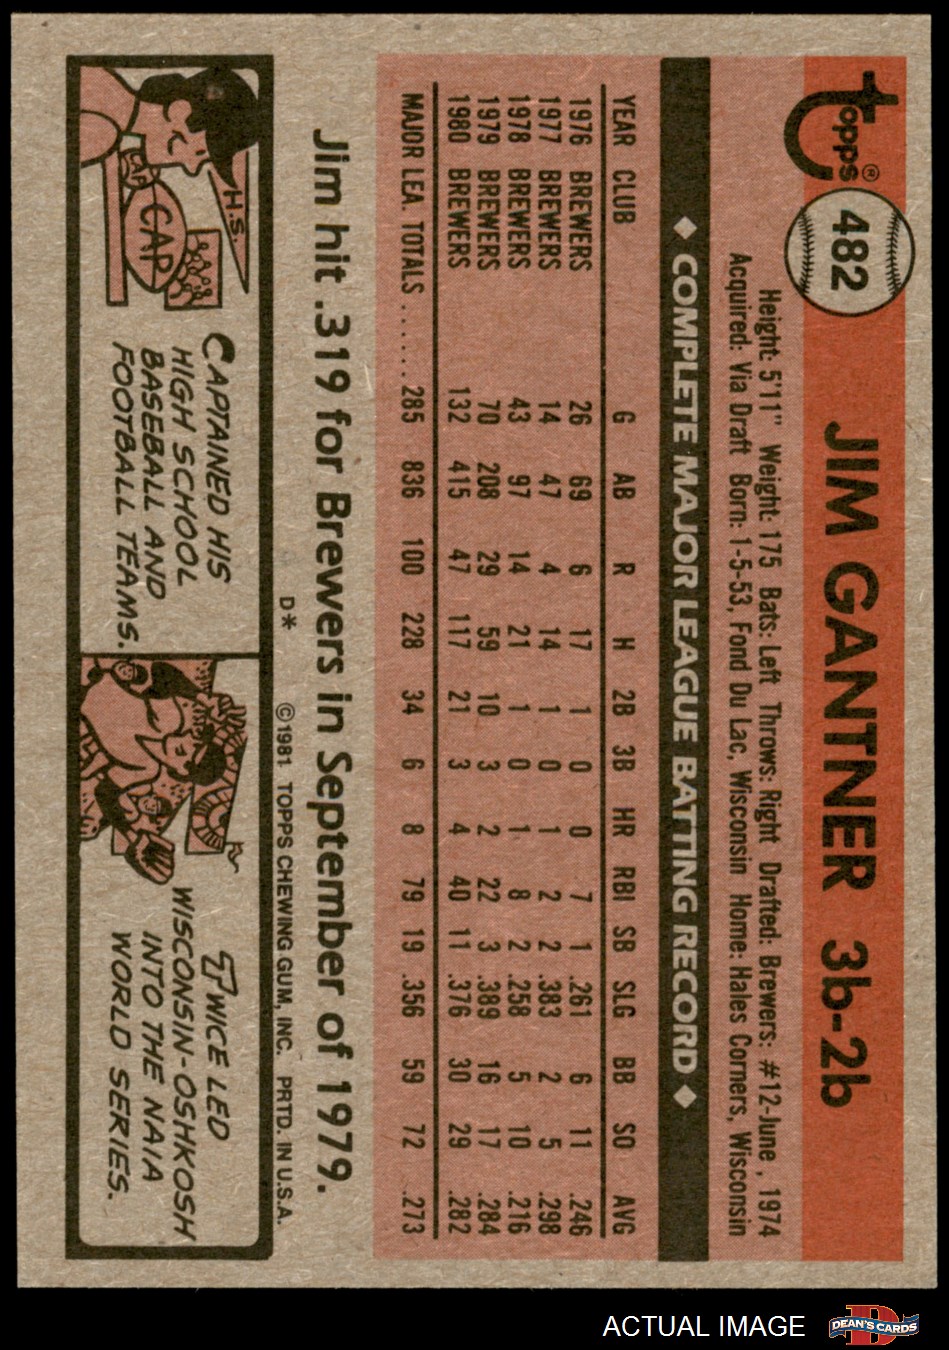 topps®
482
JIM GANTNER 3b-2b
Height: 5'11" Weight: 175 Bats: Left Throws: Right Drafted: Brewers: #12-June, 1974
Acquired: Via Draft Born: 1-5-53, Fond Du Lac, Wisconsin Home: Hales Corners, Wisconsin
◆ COMPLETE MAJOR LEAGUE BATTING RECORD ◆
YEAR CLUB G AB R H 2B 3B HR RBI SB SLG BB SO AVG
1976 BREWERS 26 69 6 17 1 0 0 7 1 .261 6 11 .246
1977 BREWERS 14 47 4 14 1 0 1 2 2 .383 2 5 .298
1978 BREWERS 43 97 14 21 1 0 1 8 2 .258 5 10 .216
1979 BREWERS 70 208 29 59 10 3 2 22 3 .389 16 17 .284
1980 BREWERS 132 415 47 117 21 3 4 40 11 .376 30 29 .282
MAJOR LEA. TOTALS ...... 285 836 100 228 34 6 8 79 19 .356 59 72 .273
Jim hit .319 for Brewers in September of 1979.
D* ©1981 TOPPS CHEWING GUM, INC. PRTD. IN U.S.A.
H.S.
CAP
CAP
CAPTAINED HIS
HIGH SCHOOL
BASEBALL AND
FOOTBALL TEAMS.
TWICE LED
WISCONSIN-OSHKOSH
INTO THE NAIA
WORLD SERIES.
ACTUAL IMAGE
DEAN'S CARDS